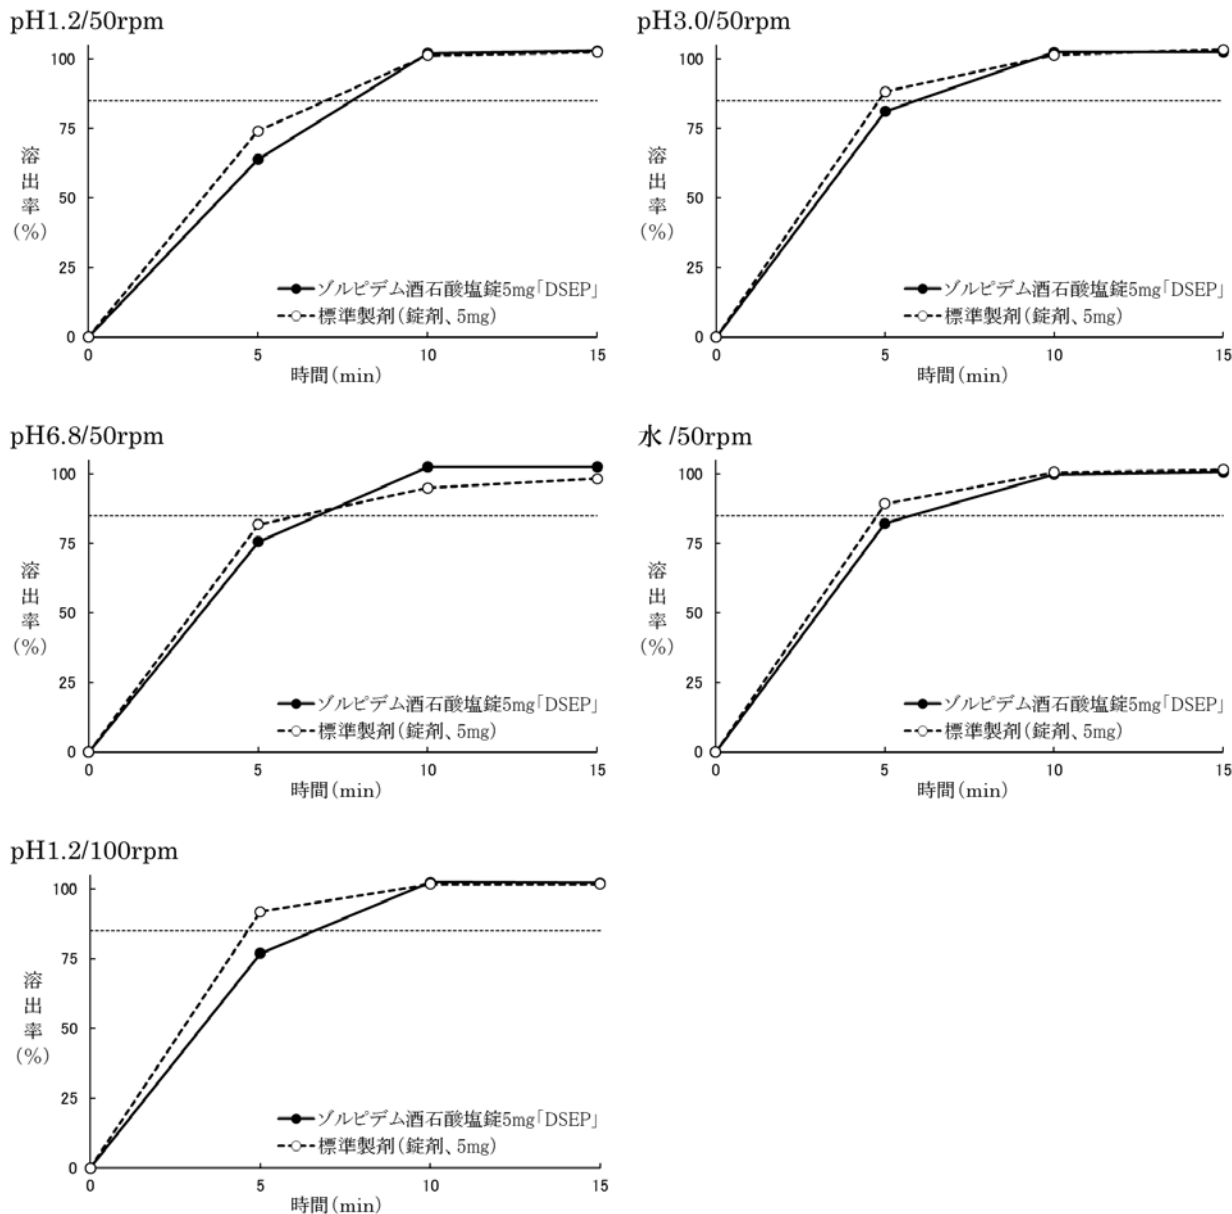 pH1.2/50rpm
100
75
50
25
0
溶出率(%)
0 5 10 15
時間(min)
ゾルピデム酒石酸塩錠5mg「DSEP」
標準製剤(錠剤、5mg)
pH3.0/50rpm
100
75
50
25
0
溶出率(%)
0 5 10 15
時間(min)
ゾルピデム酒石酸塩錠5mg「DSEP」
標準製剤(錠剤、5mg)
pH6.8/50rpm
100
75
50
25
0
溶出率(%)
0 5 10 15
時間(min)
ゾルピデム酒石酸塩錠5mg「DSEP」
標準製剤(錠剤、5mg)
水 /50rpm
100
75
50
25
0
溶出率(%)
0 5 10 15
時間(min)
ゾルピデム酒石酸塩錠5mg「DSEP」
標準製剤(錠剤、5mg)
pH1.2/100rpm
100
75
50
25
0
溶出率(%)
0 5 10 15
時間(min)
ゾルピデム酒石酸塩錠5mg「DSEP」
標準製剤(錠剤、5mg)